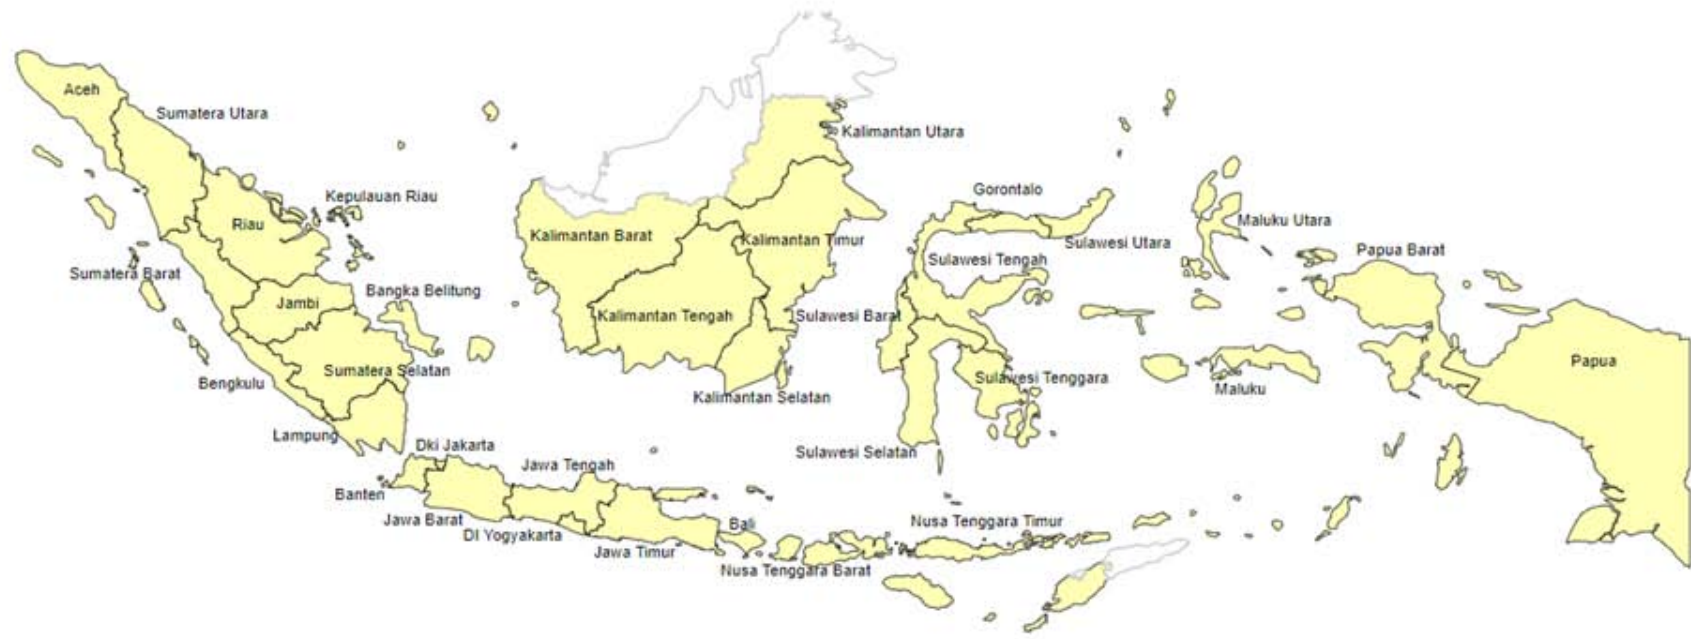 Aceh
Sumatera Utara
Kalimantan Utara
Kepulauan Riau
Gorontalo
Riau
Maluku Utara
Kalimantan Barat
Kalimantan Timur
Sulawesi Utara
Papua Barat
Sulawesi Tengah
Sumatera Barat
Bangka Belitung
Jambi
Kalimantan Tengah
Sulawesi Barat
Papua
Sumatera Selatan
Bengkulu
Sulawesi Tenggara
Maluku
Kalimantan Selatan
Lampung
Dki Jakarta
Sulawesi Selatan
Jawa Tengah
Banten
Jawa Barat
Bali
Nusa Tenggara Timur
DI Yogyakarta
Jawa Timur
Nusa Tenggara Barat